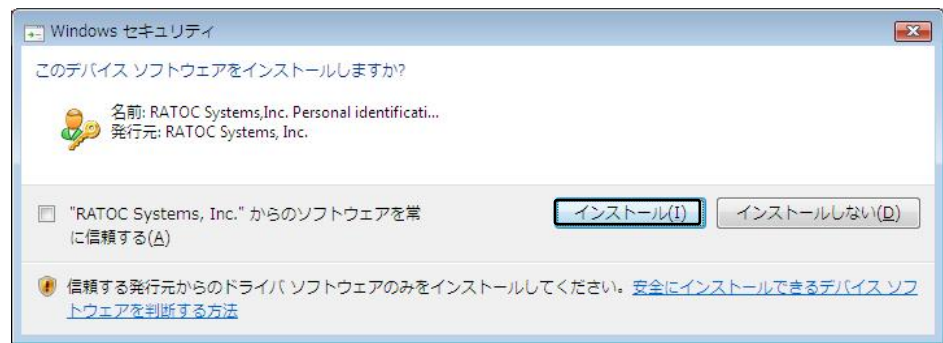 Windows セキュリティ
このデバイス ソフトウェアをインストールしますか?
名前: RATOC Systems,Inc. Personal identificati...
発行元: RATOC Systems, Inc.
"RATOC Systems, Inc." からのソフトウェアを常
に信頼する(A)
インストール(I)
インストールしない(D)
信頼する発行元からのドライバ ソフトウェアのみをインストールしてください。安全にインストールできるデバイス ソフ
トウェアを判断する方法